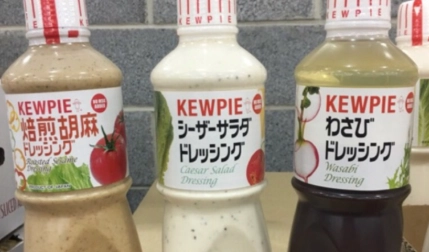 KEWPIE
焙煎胡麻
ドレッシング
Roasted Sesame
Dressing
KEWPIE
シーザーサラダ
ドレッシング
Caesar Salad
Dressing
KEWPIE
わさび
ドレッシング
Wasabi
Dressing